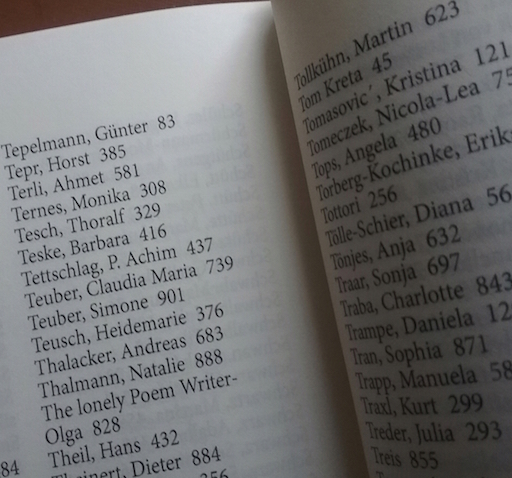 Tepelmann, Günter 83
Tepr, Horst 385
Terli, Ahmet 581
Ternes, Monika 308
Tesch, Thoralf 329
Teske, Barbara 416
Tettschlag, P. Achim 437
Teuber, Claudia Maria 739
Teuber, Simone 901
Teusch, Heidemarie 376
Thalacker, Andreas 683
Thalmann, Natalie 888
The lonely Poem Writer-
Olga 828
Theil, Hans 432
Dieter 884
84
Tollkühn, Martin 623
Tom Kreta 45
Tomasovic´, Kristina 121
Tomeczek, Nicola-Lea
Tops, Angela 480
Torberg-Kochinke,
Tottori 256
Tölle-Schier, Diana
Tönjes, Anja 632
Traar, Sonja 697
Traba, Charlotte 843
Trampe, Daniela
Tran, Sophia 871
Trapp, Manuela
Traxl, Kurt 299
Treder, Julia 293
Treis 855